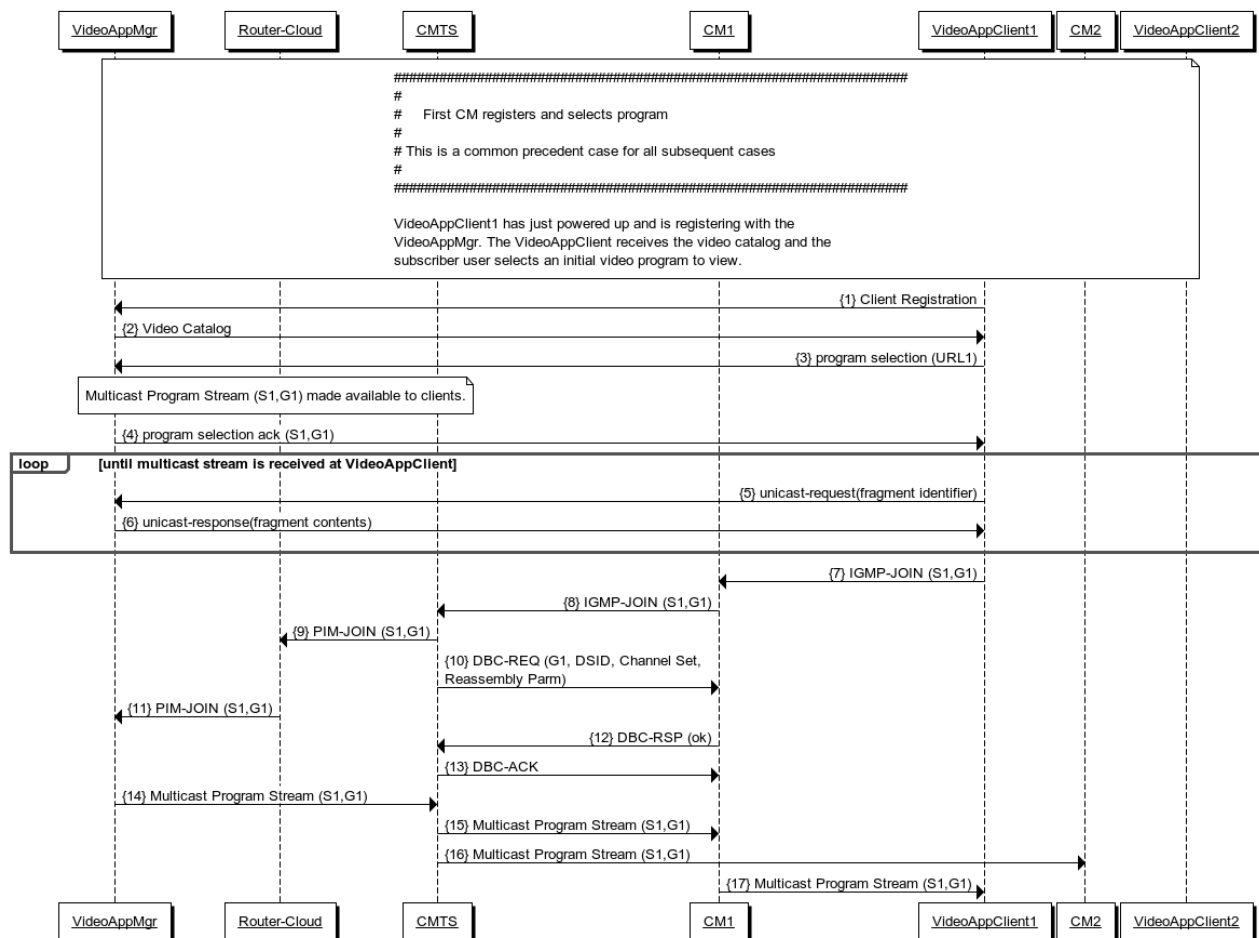 VideoAppMgr Router-Cloud CMTS CM1 VideoAppClient1 CM2 VideoAppClient2
####################################################################
#
# First CM registers and selects program
#
# This is a common precedent case for all subsequent cases
#
####################################################################
VideoAppClient1 has just powered up and is registering with the
VideoAppMgr. The VideoAppClient receives the video catalog and the
subscriber user selects an initial video program to view.
{1} Client Registration
{2} Video Catalog
{3} program selection (URL1)
Multicast Program Stream (S1,G1) made available to clients.
{4} program selection ack (S1,G1)
loop [until multicast stream is received at VideoAppClient]
{5} unicast-request(fragment identifier)
{6} unicast-response(fragment contents)
{7} IGMP-JOIN (S1,G1)
{8} IGMP-JOIN (S1,G1)
{9} PIM-JOIN (S1,G1)
{10} DBC-REQ (G1, DSID, Channel Set,
Reassembly Parm)
{11} PIM-JOIN (S1,G1)
{12} DBC-RSP (ok)
{13} DBC-ACK
{14} Multicast Program Stream (S1,G1)
{15} Multicast Program Stream (S1,G1)
{16} Multicast Program Stream (S1,G1)
{17} Multicast Program Stream (S1,G1)
VideoAppMgr Router-Cloud CMTS CM1 VideoAppClient1 CM2 VideoAppClient2